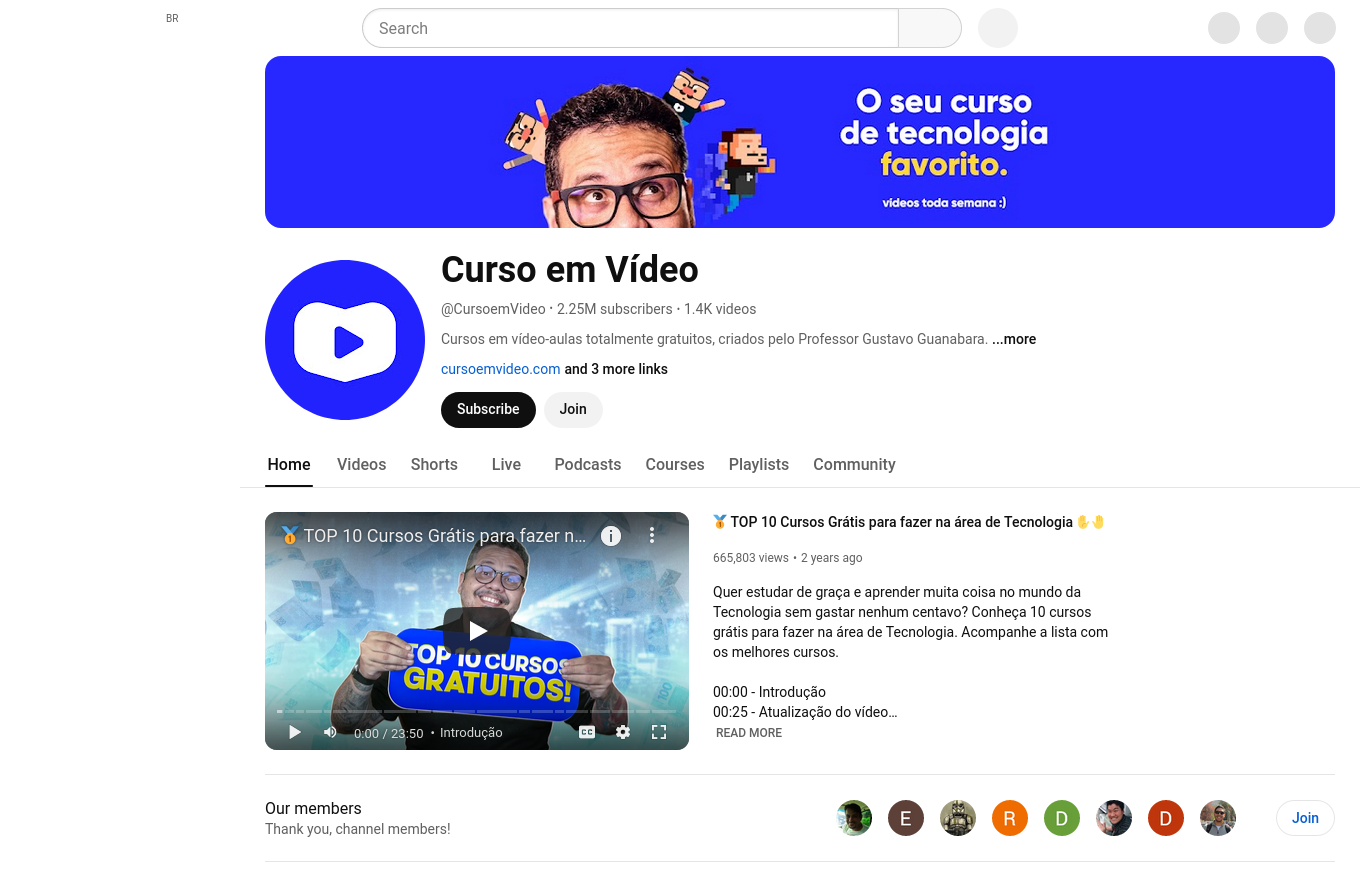 BR
Search
O seu curso
de tecnologia
favorito.
vídeos toda semana :)
Curso em Vídeo
@CursoemVideo • 2.25M subscribers • 1.4K videos
Cursos em vídeo-aulas totalmente gratuitos, criados pelo Professor Gustavo Guanabara. ...more
cursoemvideo.com and 3 more links
Subscribe Join
Home Videos Shorts Live Podcasts Courses Playlists Community
🥇 TOP 10 Cursos Grátis para fazer n...
TOP 10 CURSOS
GRATUITOS!
0:00 / 23:50 • Introdução
CC
🥇 TOP 10 Cursos Grátis para fazer na área de Tecnologia ✋🤚
665,803 views • 2 years ago
Quer estudar de graça e aprender muita coisa no mundo da
Tecnologia sem gastar nenhum centavo? Conheça 10 cursos
grátis para fazer na área de Tecnologia. Acompanhe a lista com
os melhores cursos.
00:00 - Introdução
00:25 - Atualização do vídeo…
READ MORE
Our members
Thank you, channel members!
E R D D
Join